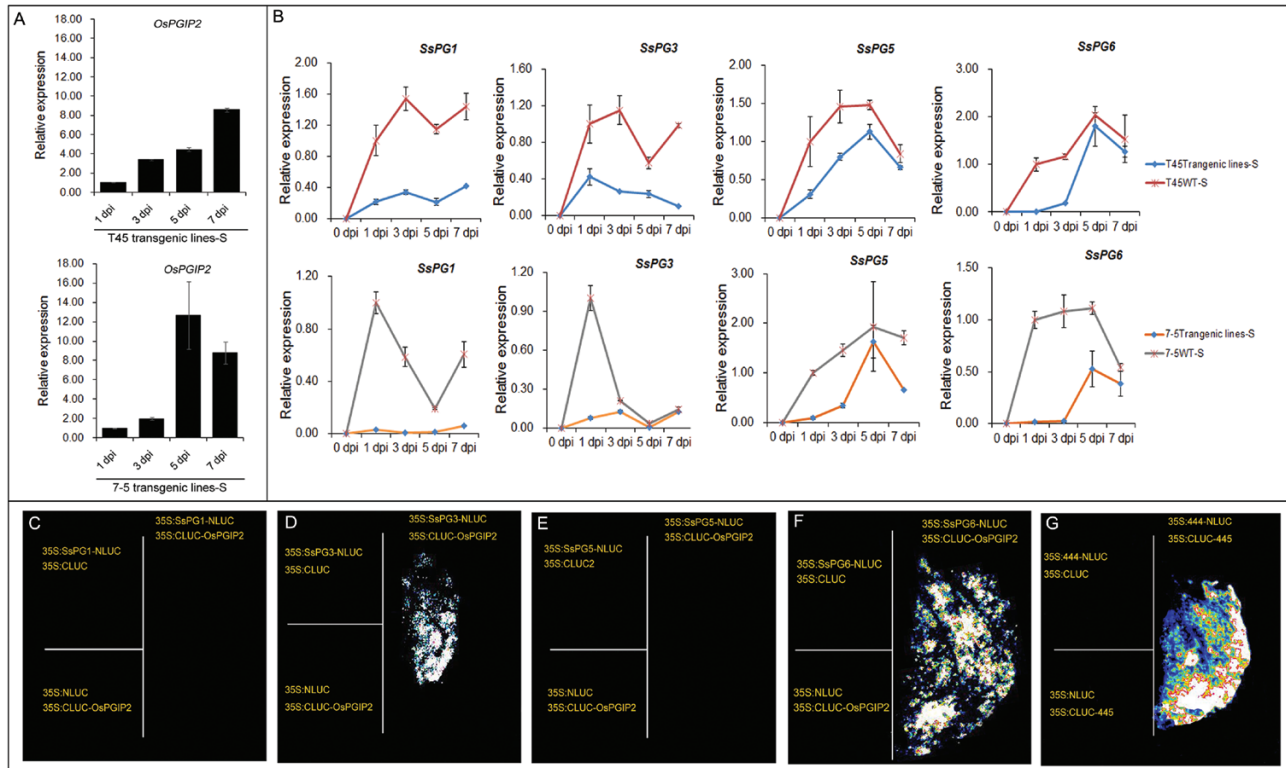 A
OsPGIP2
18.00
16.00
14.00
12.00
10.00
8.00
6.00
4.00
2.00
0.00
Relative expression
1 dpi
3 dpi
5 dpi
7 dpi
T45 transgenic lines-S
OsPGIP2
18.00
16.00
14.00
12.00
10.00
8.00
6.00
4.00
2.00
0.00
Relative expression
1 dpi
3 dpi
5 dpi
7 dpi
7-5 transgenic lines-S
B
SsPG1
2.00
1.60
1.20
0.80
0.40
0.00
Relative expression
0 dpi 1 dpi 3 dpi 5 dpi 7 dpi
SsPG3
1.60
1.20
0.80
0.40
0.00
Relative expression
0 dpi 1 dpi 3 dpi 5 dpi 7 dpi
SsPG5
2.00
1.50
1.00
0.50
0.00
Relative expression
0 dpi 1 dpi 3 dpi 5 dpi 7 dpi
SsPG6
3.00
2.00
1.00
0.00
Relative expression
0 dpi 1 dpi 3 dpi 5 dpi 7 dpi
T45Trangenic lines-S
T45WT-S
SsPG1
1.20
0.80
0.40
0.00
Relative expression
0 dpi 1 dpi 3 dpi 5 dpi 7 dpi
SsPG3
1.20
0.90
0.60
0.30
0.00
Relative expression
0 dpi 1 dpi 3 dpi 5 dpi 7 dpi
SsPG5
3.00
2.00
1.00
0.00
Relative expression
0 dpi 1 dpi 3 dpi 5 dpi 7 dpi
SsPG6
1.50
1.00
0.50
0.00
Relative expression
0 dpi 1 dpi 3 dpi 5 dpi 7 dpi
7-5Trangenic lines-S
7-5WT-S
C
35S:SsPG1-NLUC
35S:CLUC-OsPGIP2
35S:SsPG1-NLUC
35S:CLUC
35S:NLUC
35S:CLUC-OsPGIP2
D
35S:SsPG3-NLUC
35S:CLUC-OsPGIP2
35S:SsPG3-NLUC
35S:CLUC
35S:NLUC
35S:CLUC-OsPGIP2
E
35S:SsPG5-NLUC
35S:CLUC-OsPGIP2
35S:SsPG5-NLUC
35S:CLUC2
35S:NLUC
35S:CLUC-OsPGIP2
F
35S:SsPG6-NLUC
35S:CLUC-OsPGIP2
35S:SsPG6-NLUC
35S:CLUC
35S:NLUC
35S:CLUC-OsPGIP2
G
35S:444-NLUC
35S:CLUC-445
35S:444-NLUC
35S:CLUC
35S:NLUC
35S:CLUC-445